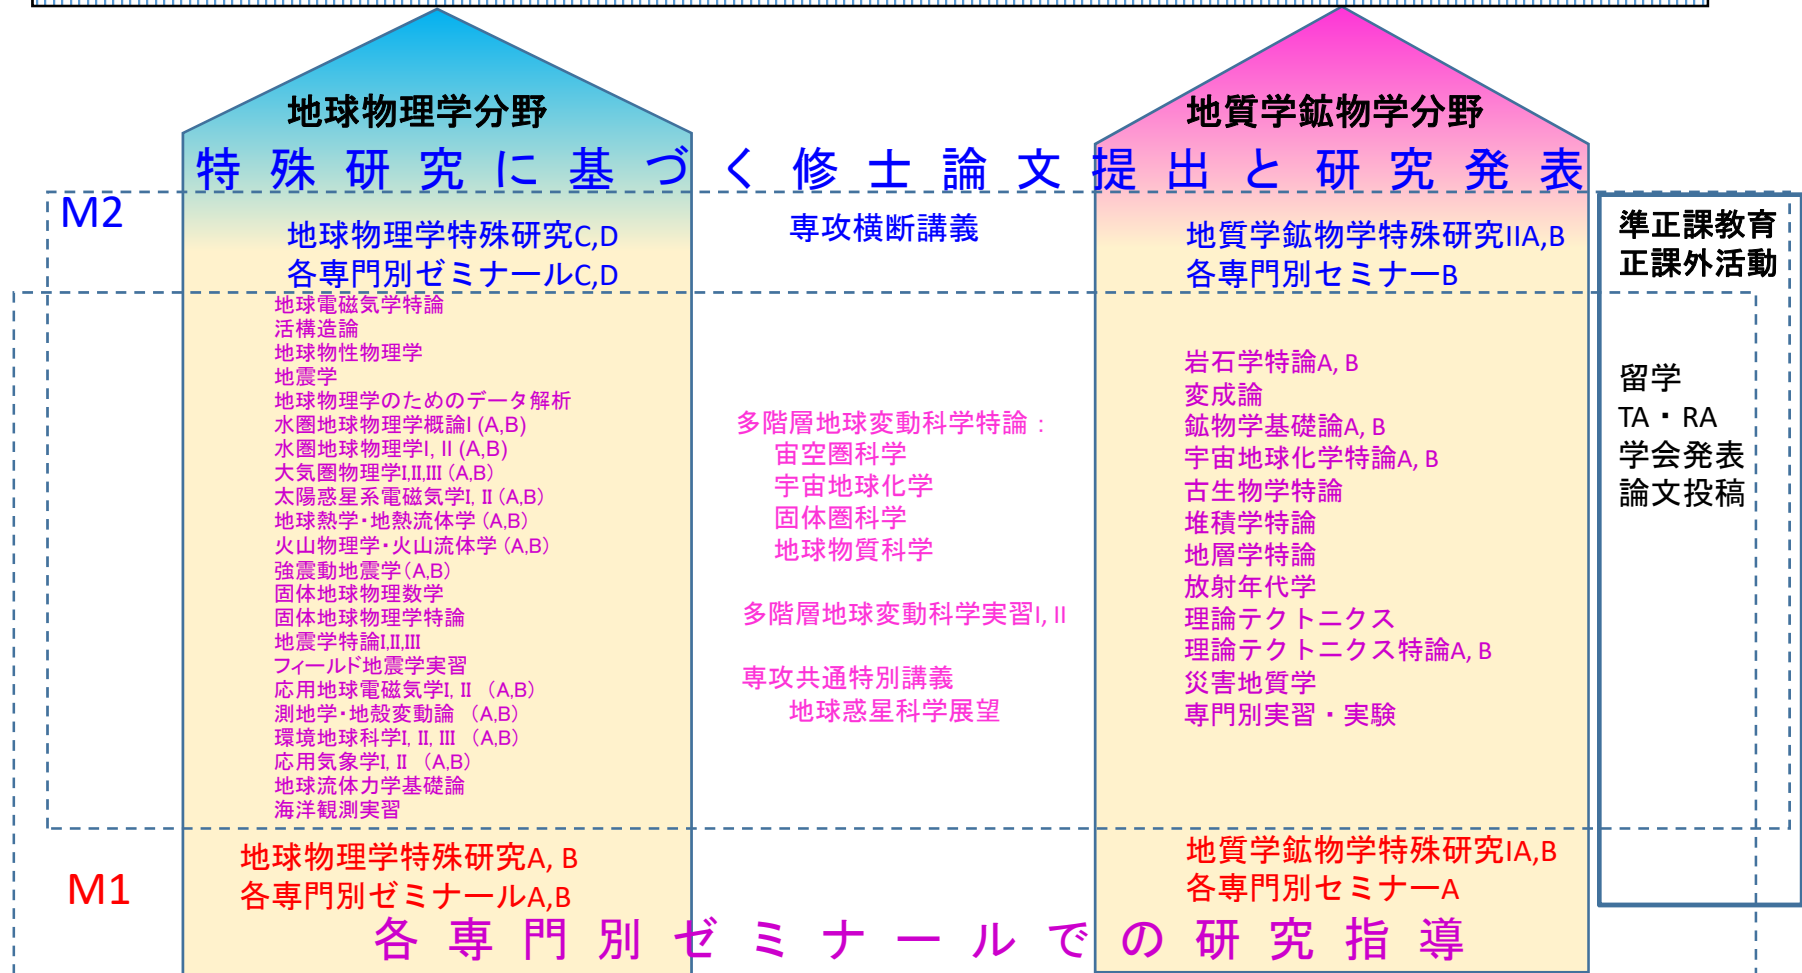 地球物理学分野
地質学鉱物学分野
特殊研究に基づく修士論文提出と研究発表
M2
地球物理学特殊研究C,D
各専門別ゼミナールC,D
専攻横断講義
地質学鉱物学特殊研究IIA,B
各専門別セミナーB
準正課教育
正課外活動
地球電磁気学特論
活構造論
地球物性物理学
地震学
地球物理学のためのデータ解析
水圏地球物理学概論I (A,B)
水圏地球物理学I, II (A,B)
大気圏物理学I,II,III (A,B)
太陽惑星系電磁気学I, II (A,B)
地球熱学・地熱流体学 (A,B)
火山物理学・火山流体学 (A,B)
強震動地震学(A,B)
固体地球物理数学
固体地球物理学特論
地震学特論I,II,III
フィールド地震学実習
応用地球電磁気学I, II （A,B）
測地学・地殻変動論 （A,B）
環境地球科学I, II, III （A,B）
応用気象学I, II （A,B）
地球流体力学基礎論
海洋観測実習
多階層地球変動科学特論：
宙空圏科学
宇宙地球化学
固体圏科学
地球物質科学
多階層地球変動科学実習I, II
専攻共通特別講義
地球惑星科学展望
岩石学特論A, B
変成論
鉱物学基礎論A, B
宇宙地球化学特論A, B
古生物学特論
堆積学特論
地層学特論
放射年代学
理論テクトニクス
理論テクトニクス特論A, B
災害地質学
専門別実習・実験
留学
TA・RA
学会発表
論文投稿
M1
地球物理学特殊研究A, B
各専門別ゼミナールA,B
地質学鉱物学特殊研究IA,B
各専門別セミナーA
各専門別ゼミナールでの研究指導